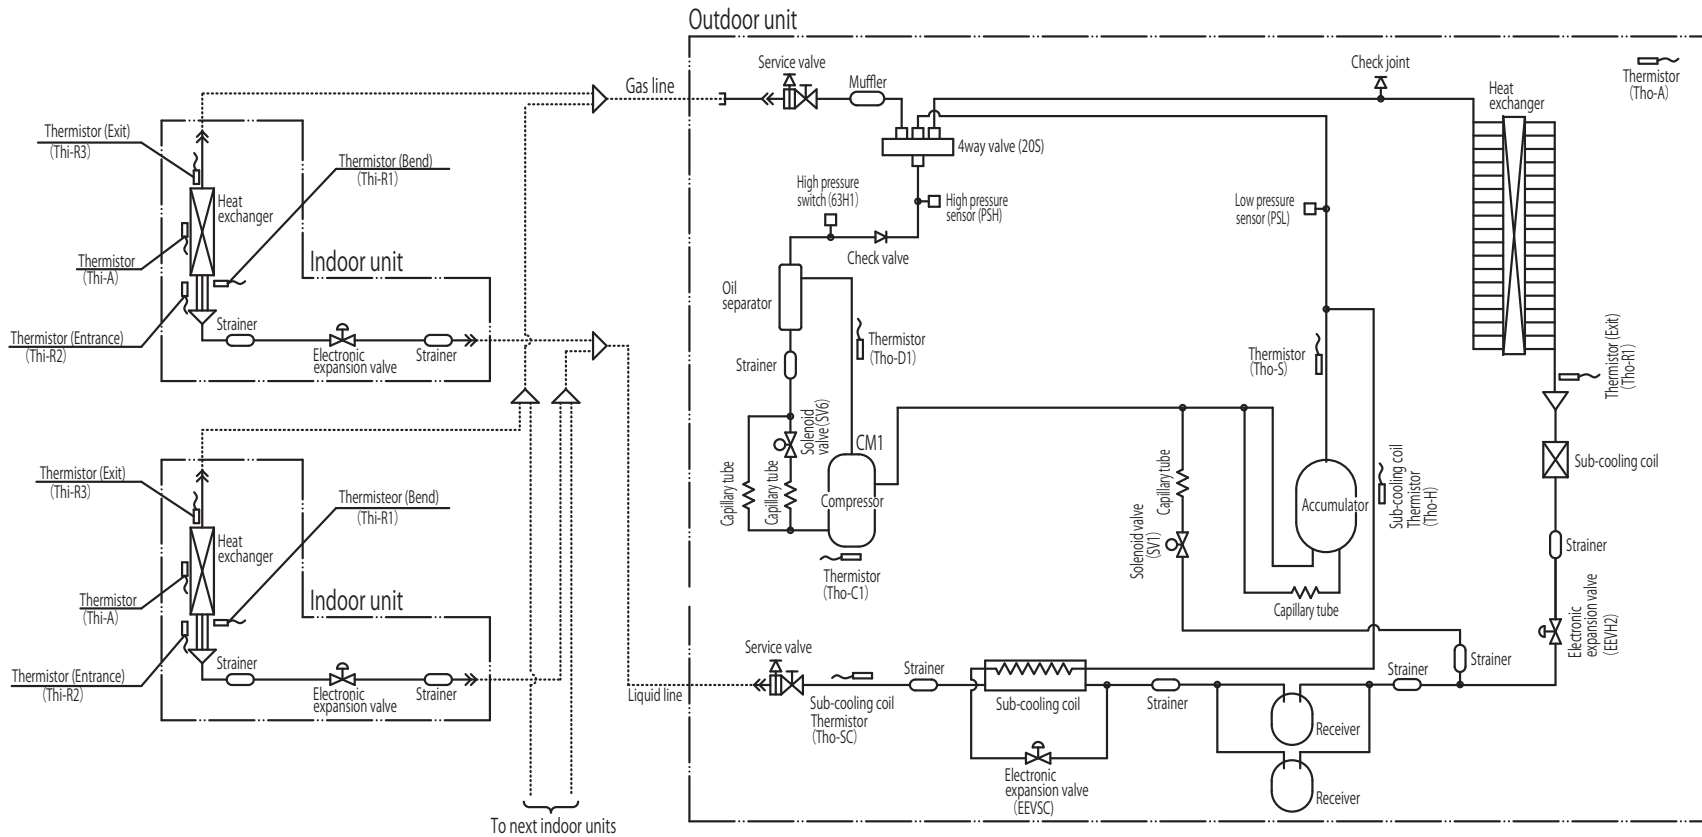 Outdoor unit
Service valve
Muffler
Gas line
Check joint
Thermistor
(Tho-A)
Heat
exchanger
4way valve (20S)
Thermistor (Exit)
(Thi-R3)
Thermistor (Bend)
(Thi-R1)
Heat
exchanger
Thermistor
(Thi-A)
Indoor unit
Thermistor (Entrance)
(Thi-R2)
Strainer
Electronic
expansion valve
Strainer
High pressure
switch (63H1)
High pressure
sensor (PSH)
Check valve
Low pressure
sensor (PSL)
Oil
separator
Thermistor
(Tho-D1)
Strainer
Solenoid
valve (SV6)
Capillary tube
Capillary tube
CM1
Compressor
Thermistor
(Tho-C1)
Thermistor
(Tho-S)
Thermistor (Exit)
(Tho-R1)
Sub-cooling coil
Strainer
Electronic
expansion valve
(EEVH2)
Capillary tube
Solenoid valve
(SV1)
Accumulator
Sub-cooling coil
Thermistor
(Tho-H)
Capillary tube
Thermistor (Exit)
(Thi-R3)
Thermisteor (Bend)
(Thi-R1)
Heat
exchanger
Thermistor
(Thi-A)
Indoor unit
Thermistor (Entrance)
(Thi-R2)
Strainer
Electronic
expansion valve
Strainer
Liquid line
Service valve
Sub-cooling coil
Thermistor
(Tho-SC)
Strainer
Sub-cooling coil
Electronic
expansion valve
(EEVSC)
Strainer
Receiver
Receiver
Strainer
Strainer
To next indoor units